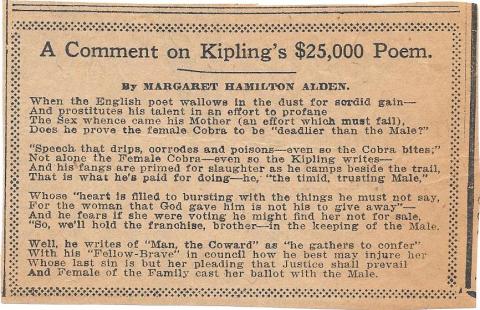 A Comment on Kipling's $25,000 Poem.
By MARGARET HAMILTON ALDEN.
When the English poet wallows in the dust for sordid gain—
And prostitutes his talent in an effort to profane
The Sex whence came his Mother (an effort which must fail),
Does he prove the female Cobra to be "deadlier than the Male?"
"Speech that drips, corrodes and poisons—even so the Cobra bites;"
Not alone the Female Cobra—even so the Kipling writes—
And his fangs are primed for slaughter as he camps beside the trail,
That is what he's paid for doing—he, "the timid, trusting Male,"
Whose "heart is filled to bursting with the things he must not say,
For the woman that God gave him is not his to give away"—
And he fears if she were voting he might find her not for sale,
"So, we'll hold the franchise, brother—in the keeping of the Male.
Well, he writes of "Man, the Coward" as "he gathers to confer"
With his "Fellow-Brave" in council how he best may injure her
Whose last sin is but her pleading that Justice shall prevail
And Female of the Family cast her ballot with the Male.